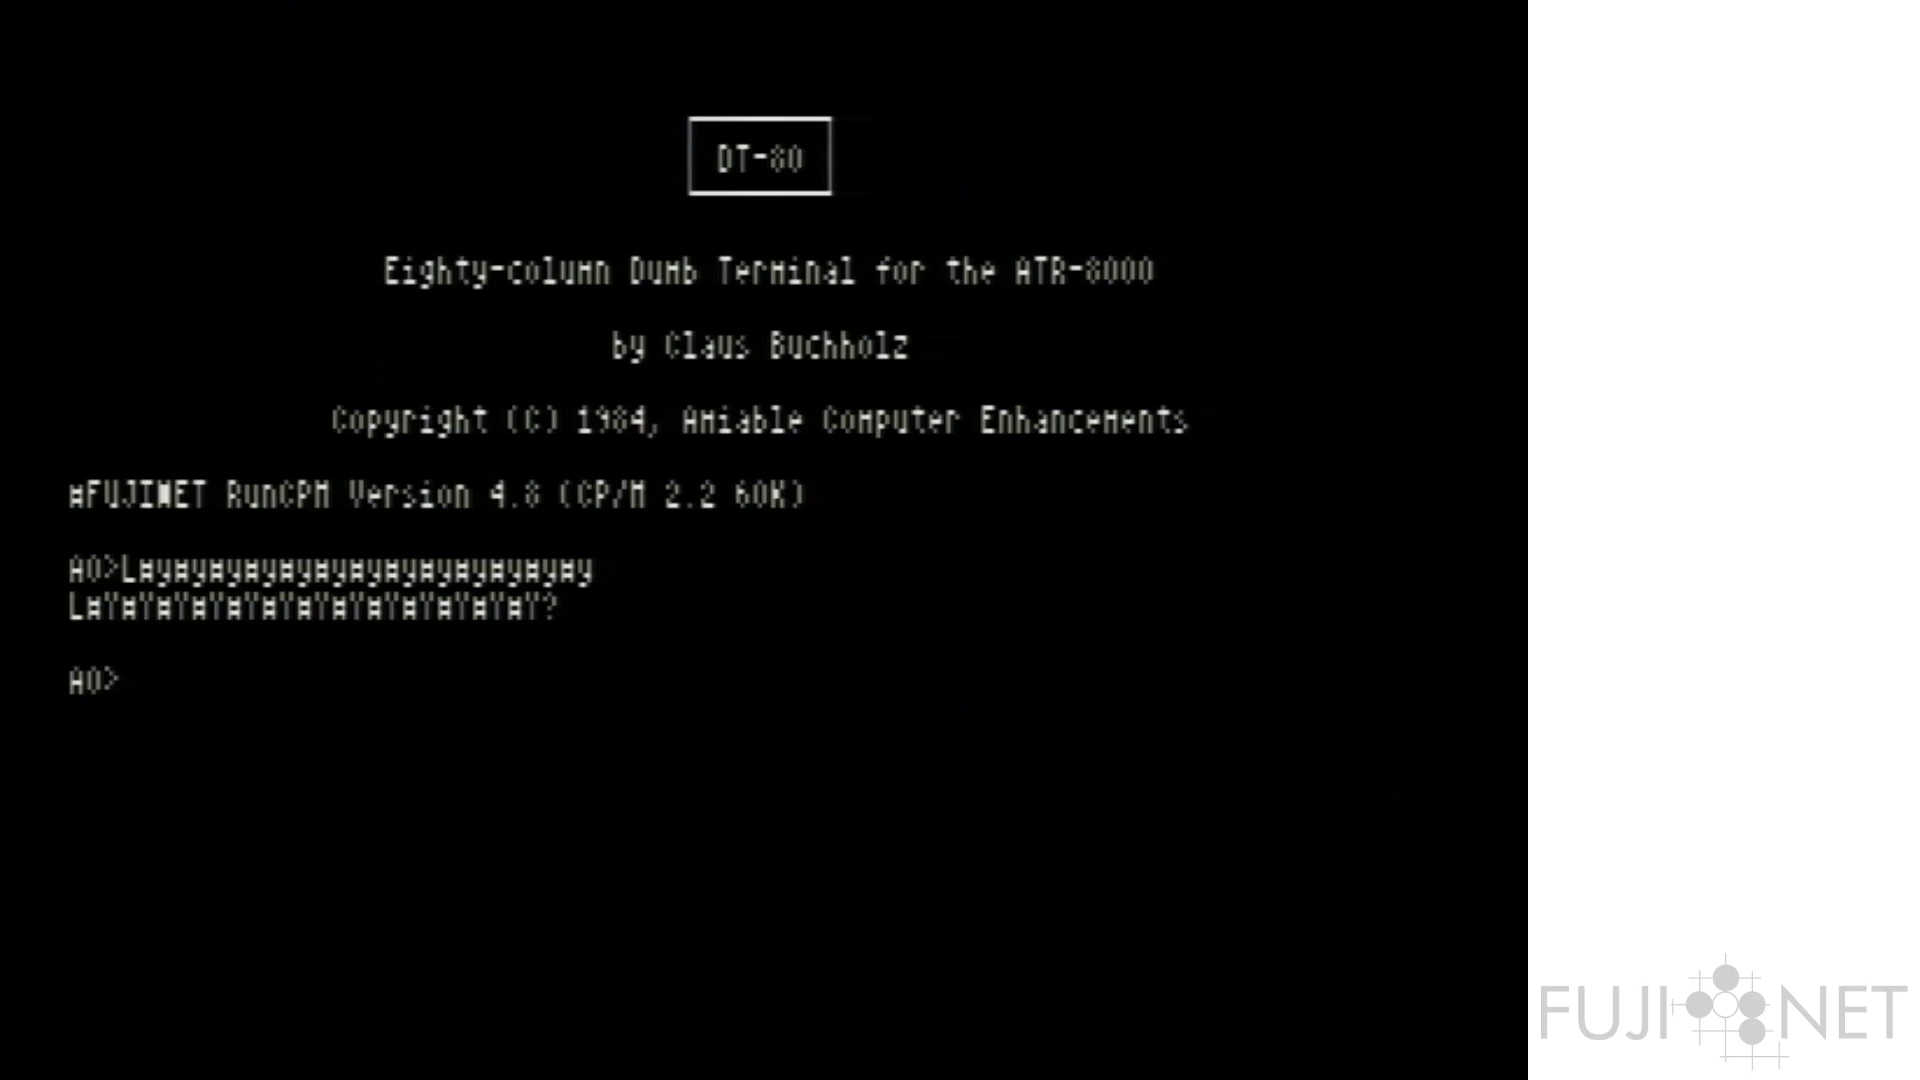 DT-80
Eighty-column Dumb Terminal for the ATR-8000
by Claus Buchholz
Copyright (C) 1984, Amiable Computer Enhancements
¤FUJINET RunCPM Version 4.8 (CP/M 2.2 60K)
A0>L¤y¤y¤y¤y¤y¤y¤y¤y¤y¤y¤y¤y¤y
L¤Y¤Y¤Y¤Y¤Y¤Y¤Y¤Y¤Y¤Y¤Y¤Y¤Y?
A0>
FUJINET